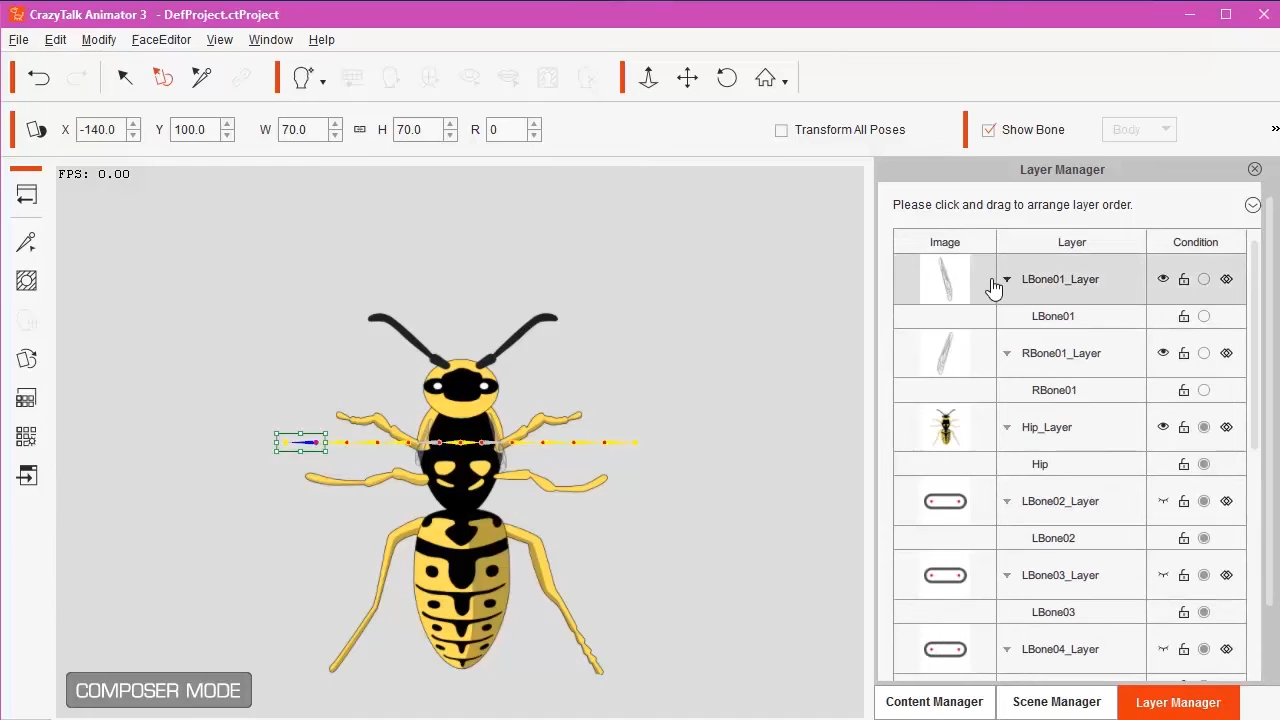 CrazyTalk Animator 3 - DefProject.ctProject
File Edit Modify FaceEditor View Window Help
X -140.0 Y 100.0 W 70.0 H 70.0 R 0 Transform All Poses Show Bone Body »
FPS: 0.00
Layer Manager
Please click and drag to arrange layer order.
Image Layer Condition
LBone01_Layer
LBone01
RBone01_Layer
RBone01
Hip_Layer
Hip
LBone02_Layer
LBone02
LBone03_Layer
LBone03
LBone04_Layer
COMPOSER MODE
Content Manager Scene Manager Layer Manager